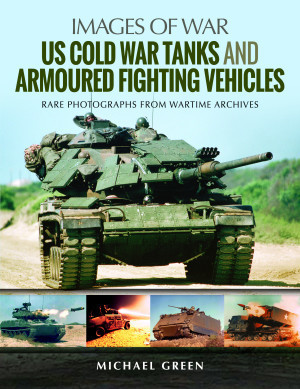 IMAGES OF WAR
US COLD WAR TANKS AND
ARMOURED FIGHTING VEHICLES
RARE PHOTOGRAPHS FROM WARTIME ARCHIVES
MICHAEL GREEN